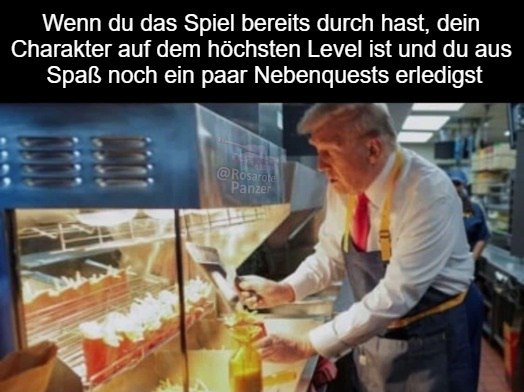 Wenn du das Spiel bereits durch hast, dein
Charakter auf dem höchsten Level ist und du aus
Spaß noch ein paar Nebenquests erledigst
@Rosarote
Panzer